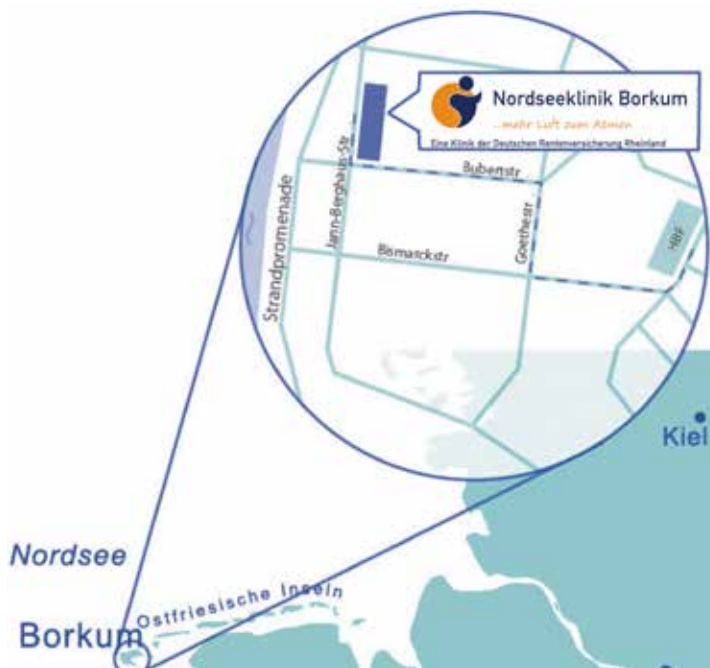 Nordseeklinik Borkum
...mehr Luft zum Atmen
Eine Klinik der Deutschen Rentenversicherung Rheinland
Jann-Berghaus-Str
Bubertstr
Strandpromenade
Goethestr
HBF
Bismarckstr
Kiel
Nordsee
Ostfriesische Inseln
Borkum